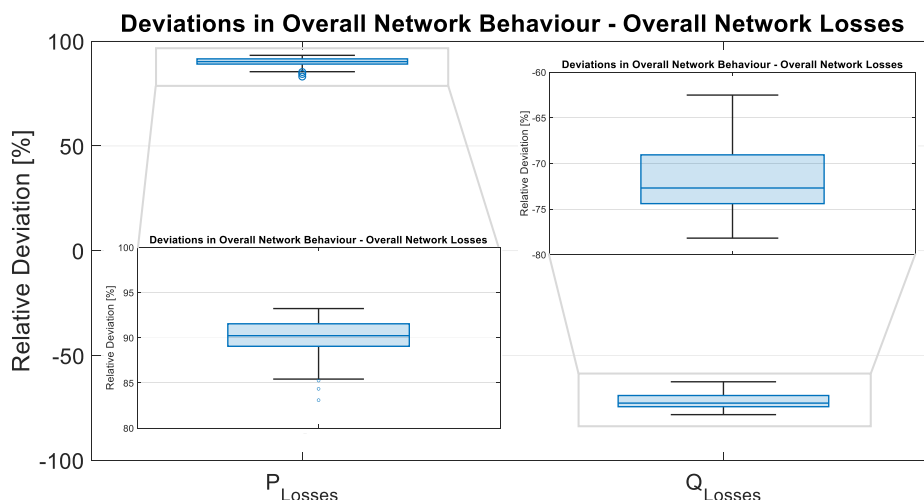 Deviations in Overall Network Behaviour - Overall Network Losses
Relative Deviation [%]
100
50
0
-50
-100
Deviations in Overall Network Behaviour - Overall Network Losses
Relative Deviation [%]
100
95
90
85
80
Deviations in Overall Network Behaviour - Overall Network Losses
Relative Deviation [%]
-60
-65
-70
-75
-80
P_Losses Q_Losses